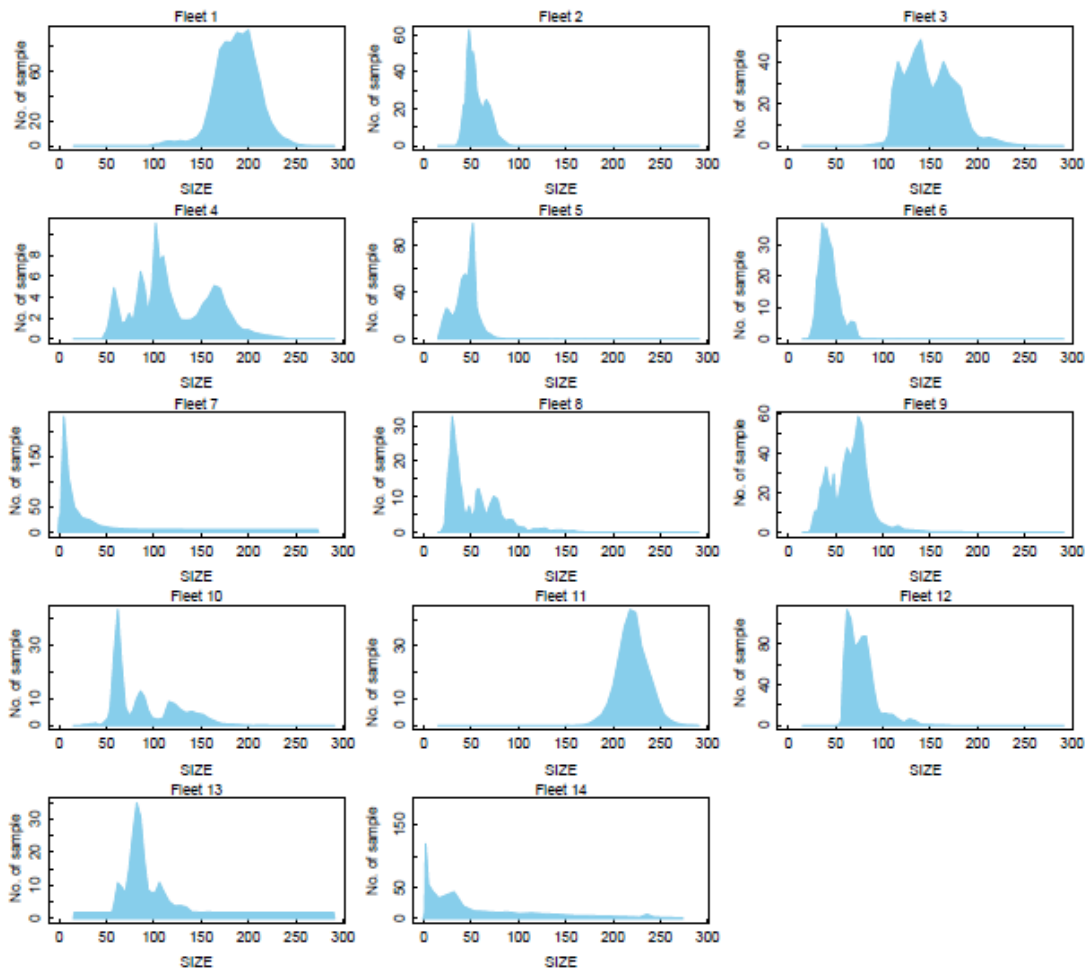 Fleet 1
No. of sample
0 20 60
0 50 100 150 200 250 300
SIZE
Fleet 2
No. of sample
0 20 40 60
0 50 100 150 200 250 300
SIZE
Fleet 3
No. of sample
0 20 40
0 50 100 150 200 250 300
SIZE
Fleet 4
No. of sample
0 2 4 6 8
0 50 100 150 200 250 300
SIZE
Fleet 5
No. of sample
0 40 80
0 50 100 150 200 250 300
SIZE
Fleet 6
No. of sample
0 10 20 30
0 50 100 150 200 250 300
SIZE
Fleet 7
No. of sample
0 50 150
0 50 100 150 200 250 300
SIZE
Fleet 8
No. of sample
0 10 20 30
0 50 100 150 200 250 300
SIZE
Fleet 9
No. of sample
0 20 40 60
0 50 100 150 200 250 300
SIZE
Fleet 10
No. of sample
0 10 30
0 50 100 150 200 250 300
SIZE
Fleet 11
No. of sample
0 10 30
0 50 100 150 200 250 300
SIZE
Fleet 12
No. of sample
0 40 80
0 50 100 150 200 250 300
SIZE
Fleet 13
No. of sample
0 10 20 30
0 50 100 150 200 250 300
SIZE
Fleet 14
No. of sample
0 50 150
0 50 100 150 200 250 300
SIZE